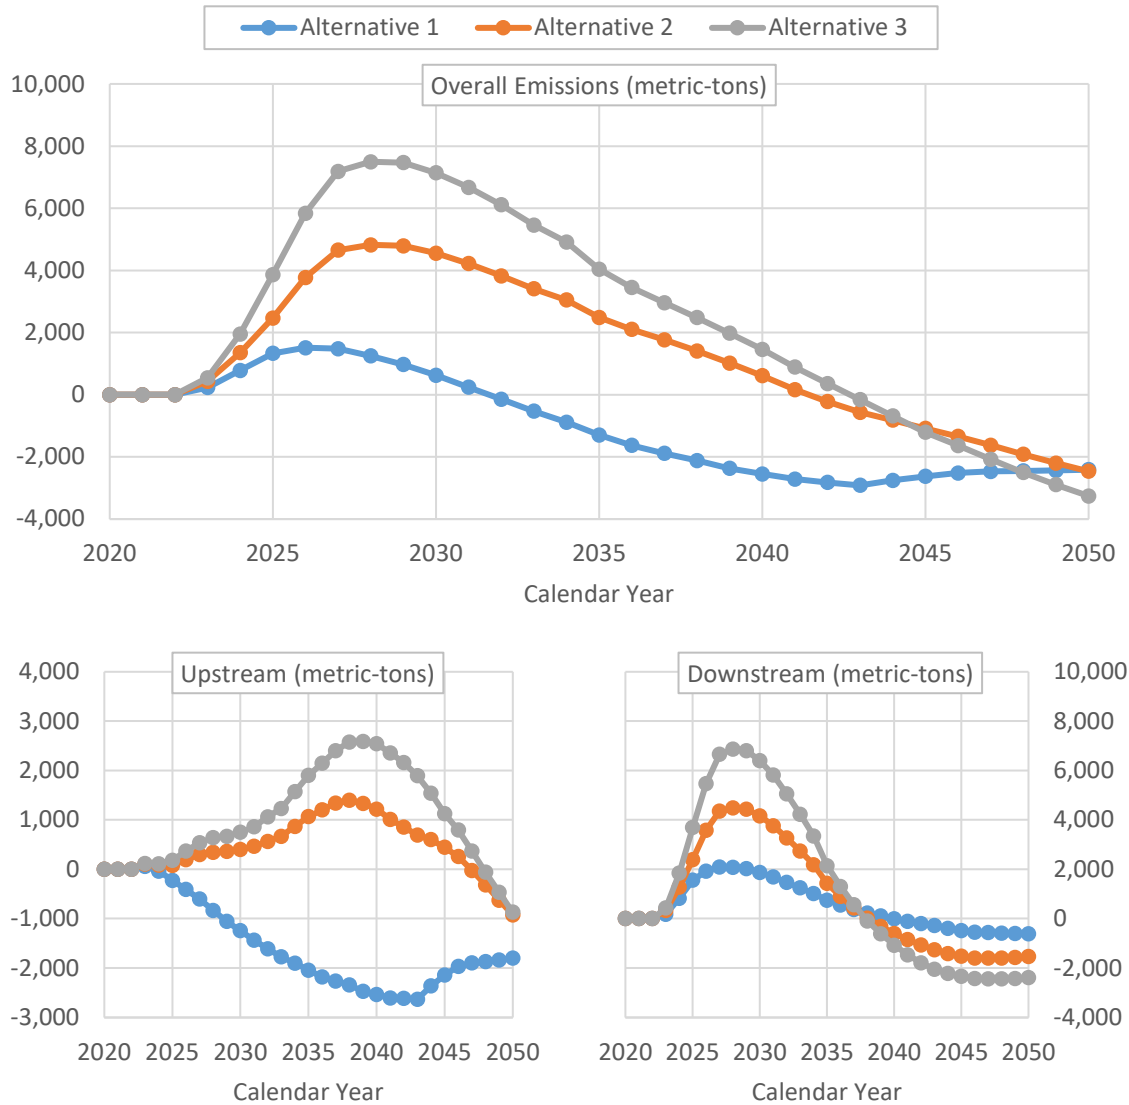 Alternative 1 Alternative 2 Alternative 3
Overall Emissions (metric-tons)
10,000
8,000
6,000
4,000
2,000
0
-2,000
-4,000
2020 2025 2030 2035 2040 2045 2050
Calendar Year
Upstream (metric-tons)
4,000
3,000
2,000
1,000
0
-1,000
-2,000
-3,000
2020 2025 2030 2035 2040 2045 2050
Calendar Year
Downstream (metric-tons)
10,000
8,000
6,000
4,000
2,000
0
-2,000
-4,000
2020 2025 2030 2035 2040 2045 2050
Calendar Year